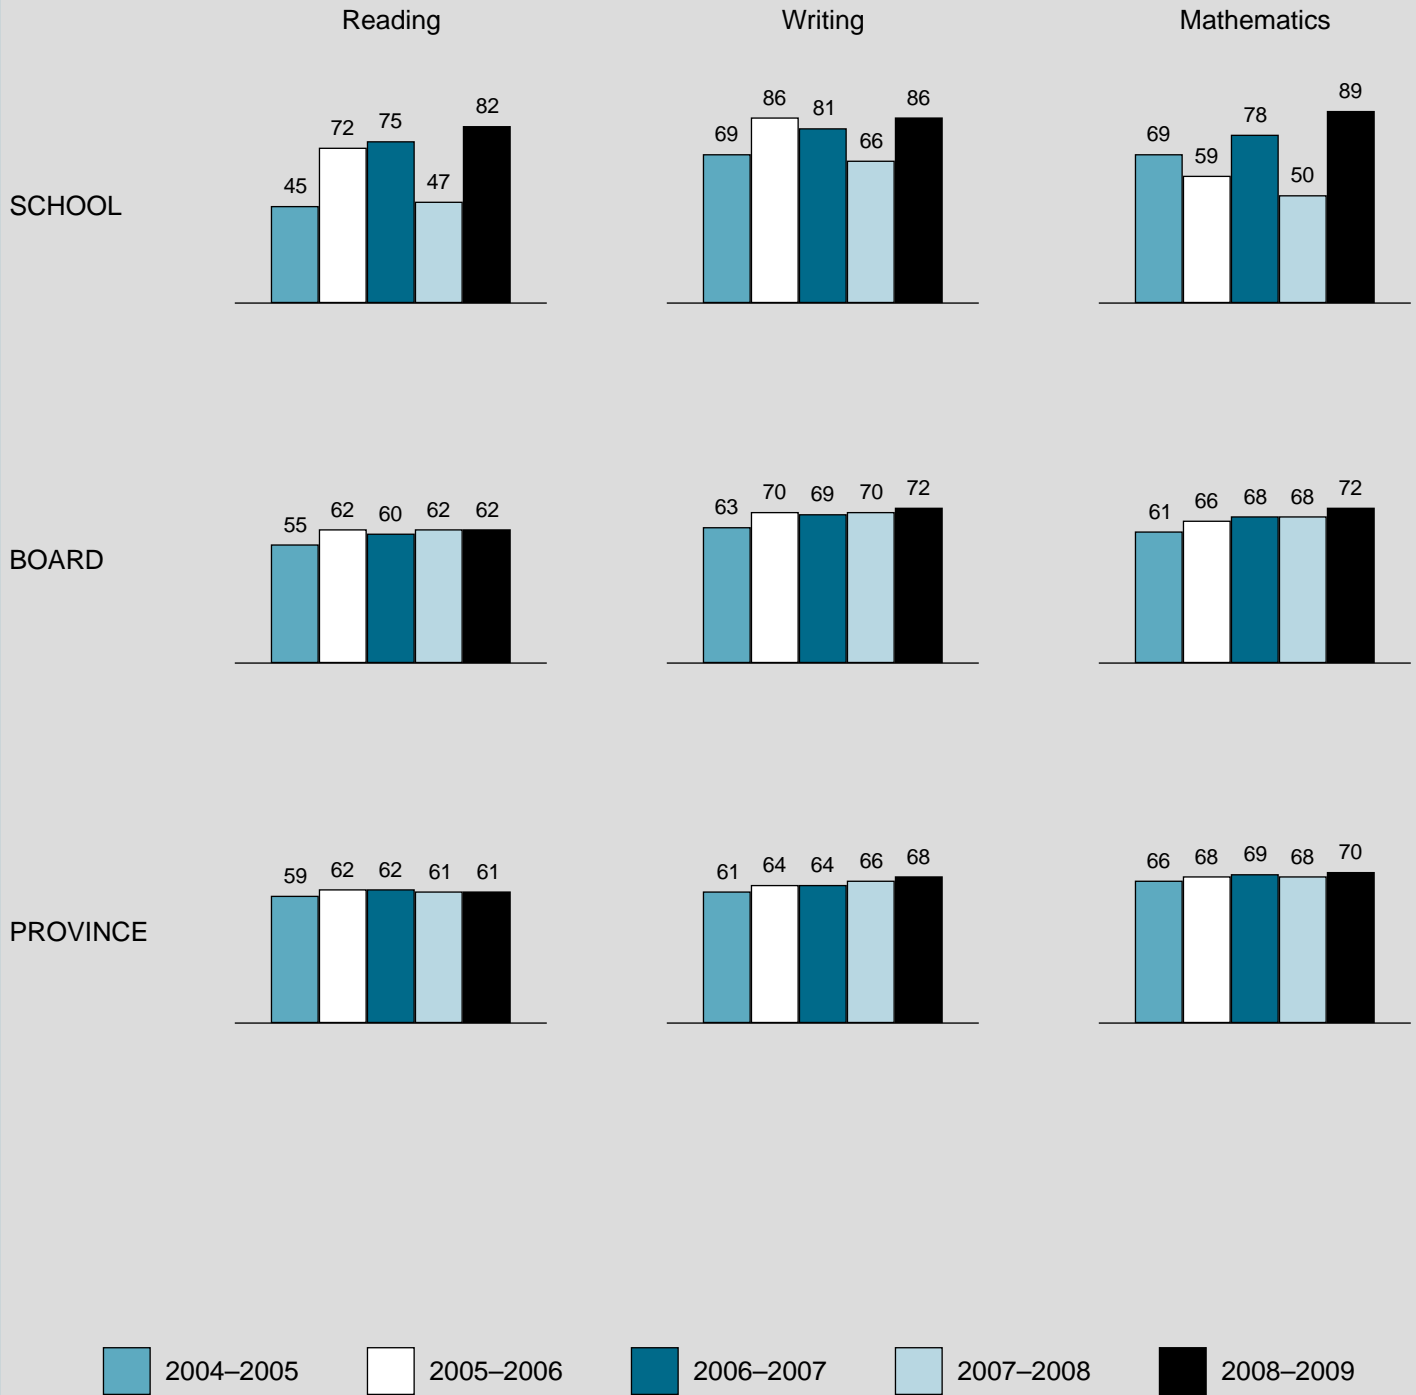 Reading Writing Mathematics
SCHOOL
45 72 75 47 82
69 86 81 66 86
69 59 78 50 89
BOARD
55 62 60 62 62
63 70 69 70 72
61 66 68 68 72
PROVINCE
59 62 62 61 61
61 64 64 66 68
66 68 69 68 70
2004–2005 2005–2006 2006–2007 2007–2008 2008–2009